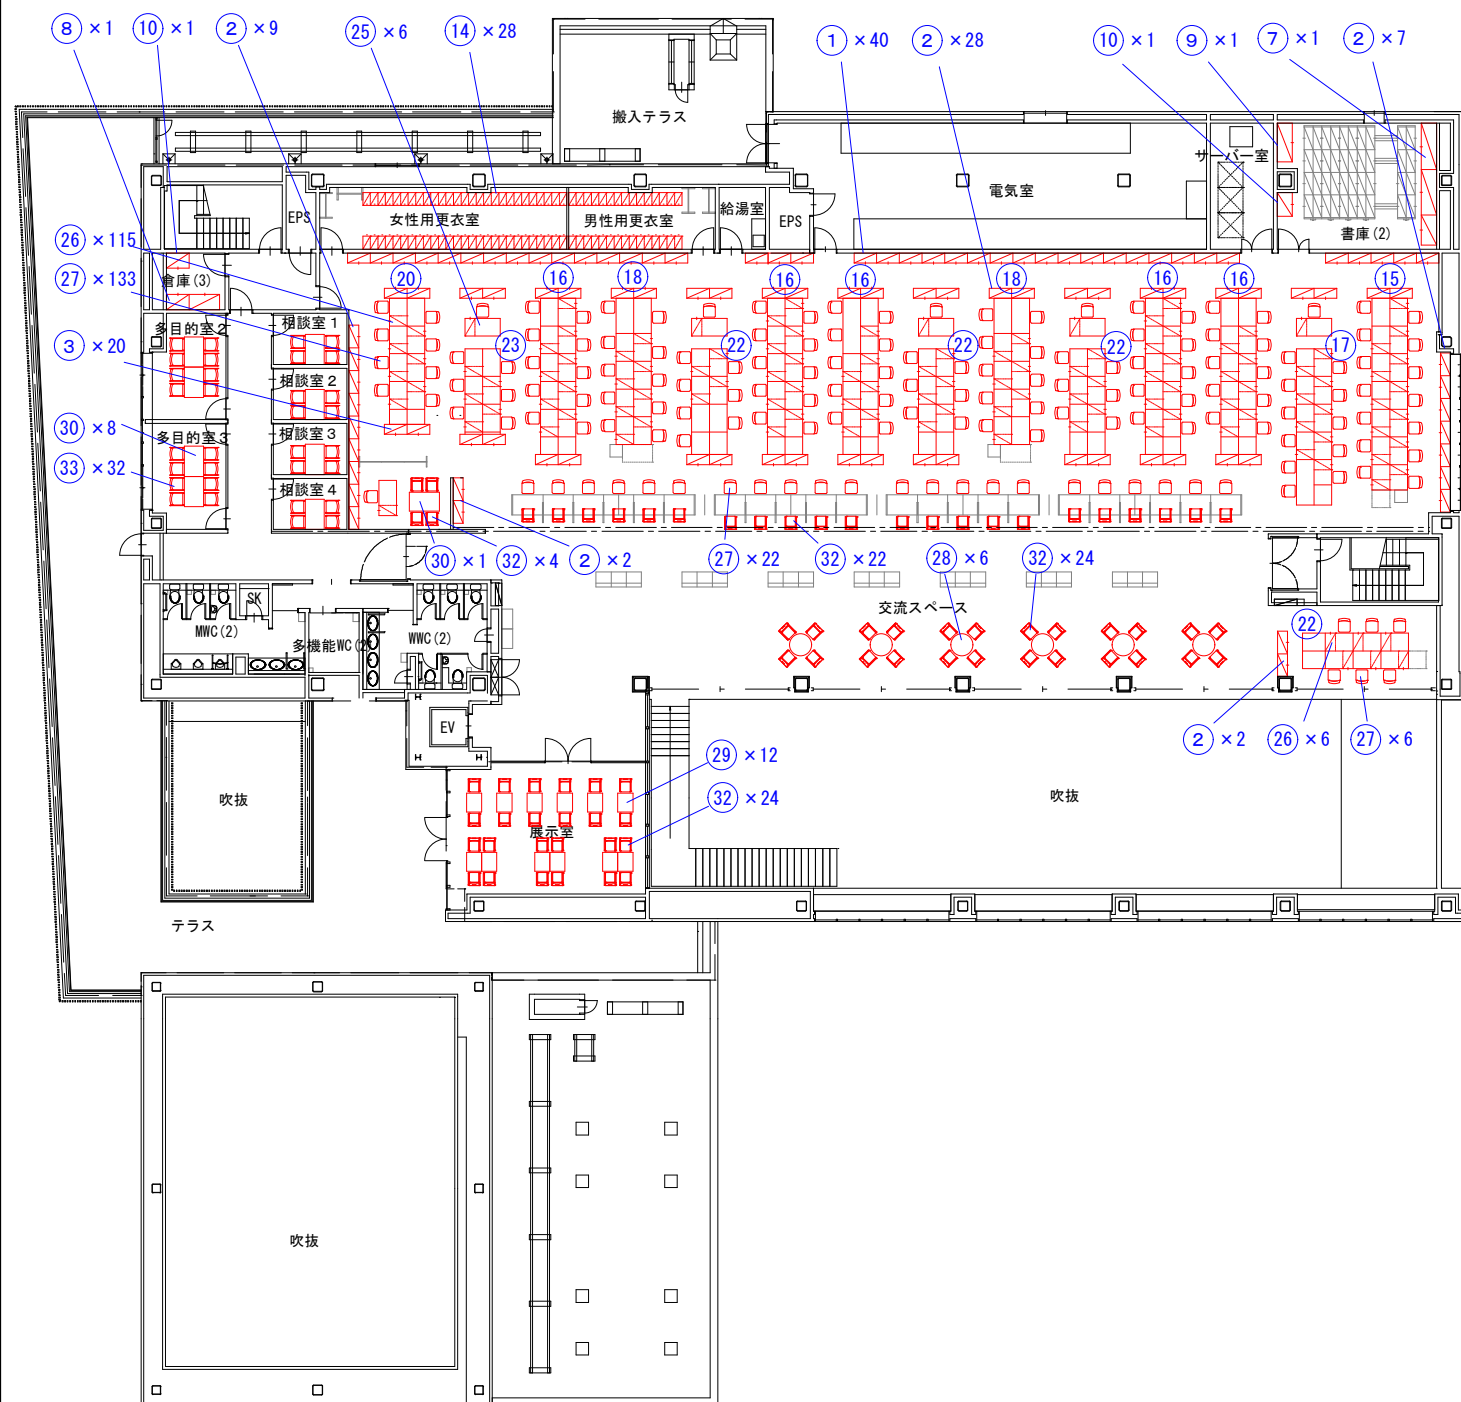 ⑧ ×1
⑩ ×1
② ×9
㉕ ×6
⑭ ×28
① ×40
② ×28
⑩ ×1
⑨ ×1
⑦ ×1
② ×7
搬入テラス
サーバー室
電気室
書庫(2)
EPS
女性用更衣室
男性用更衣室
給湯室
EPS
㉖ ×115
㉗ ×133
倉庫(3)
⑳
⑯
⑱
⑯
⑯
⑱
⑯
⑯
⑮
多目的室2
相談室1
③ ×20
㉓
㉒
㉒
㉒
⑰
相談室2
㉚ ×8
多目的室3
相談室3
㉝ ×32
相談室4
㉚ ×1
㉜ ×4
② ×2
㉗ ×22
㉜ ×22
㉘ ×6
㉜ ×24
交流スペース
SK
MWC(2)
多機能WC(2)
WWC(2)
㉒
EV
② ×2
㉖ ×6
㉗ ×6
㉙ ×12
㉜ ×24
吹抜
吹抜
展示室
テラス
吹抜